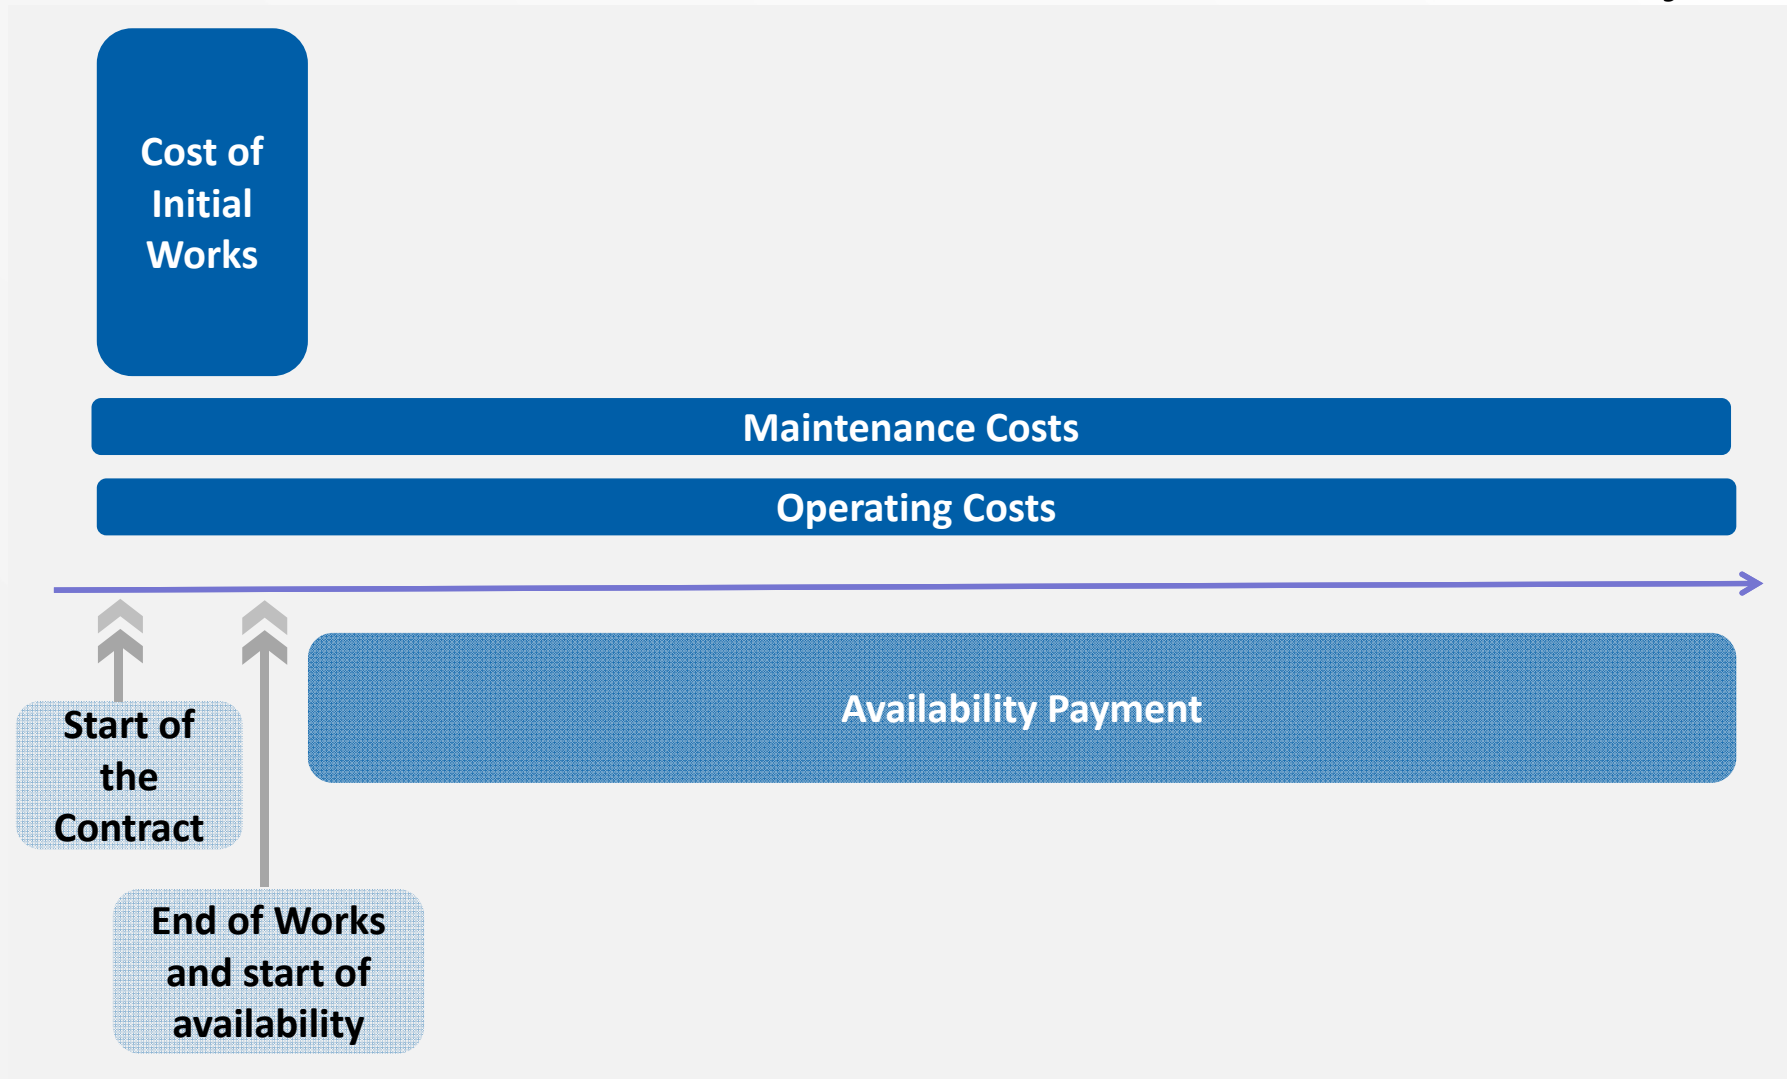 Cost of
Initial
Works
Maintenance Costs
Operating Costs
Availability Payment
Start of
the
Contract
End of Works
and start of
availability